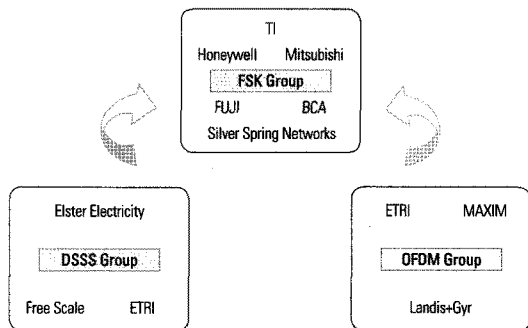 TI
Honeywell Mitsubishi
FSK Group
FUJI BCA
Silver Spring Networks
Elster Electricity
DSSS Group
Free Scale ETRI
ETRI MAXIM
OFDM Group
Landis+Gyr